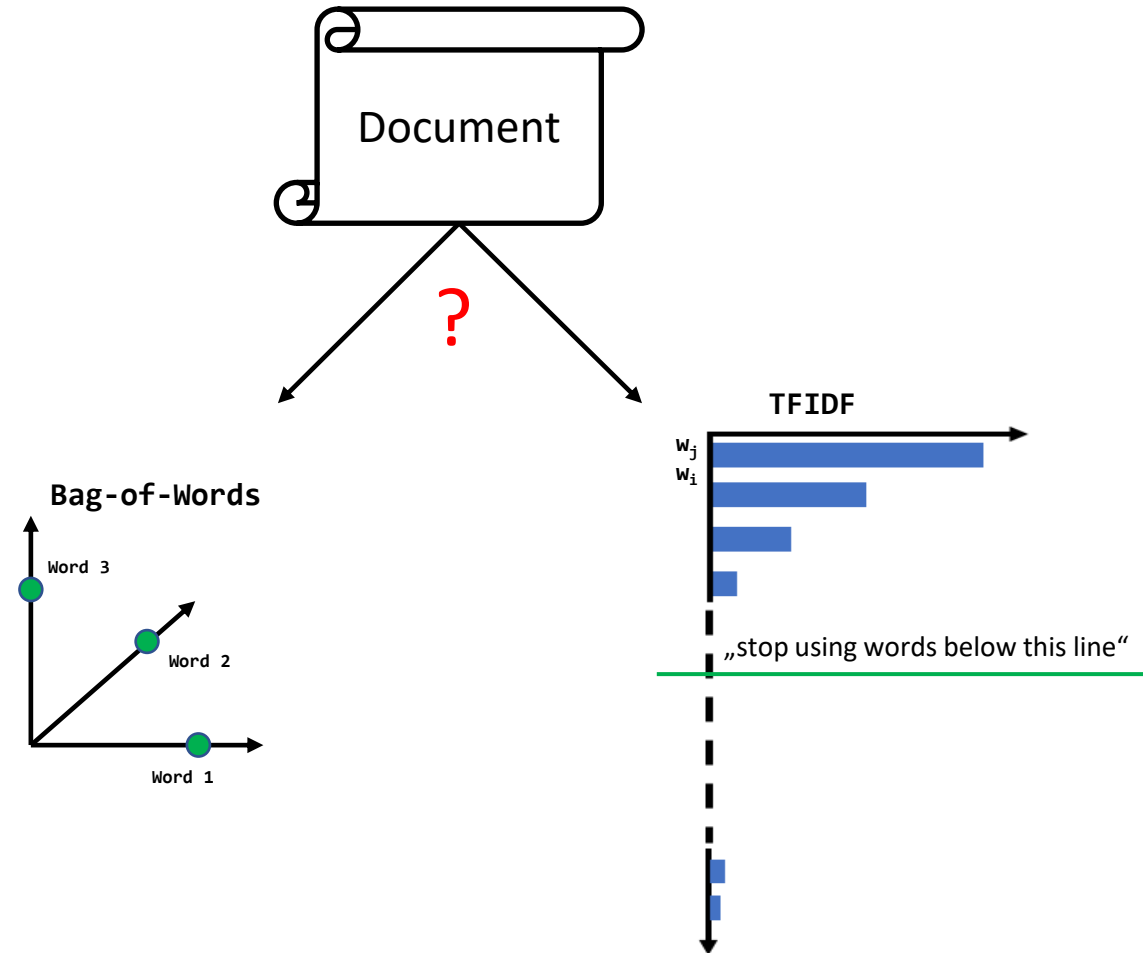 Document
?
TFIDF
wj
wi
Bag-of-Words
Word 3
Word 2
Word 1
„stop using words below this line“